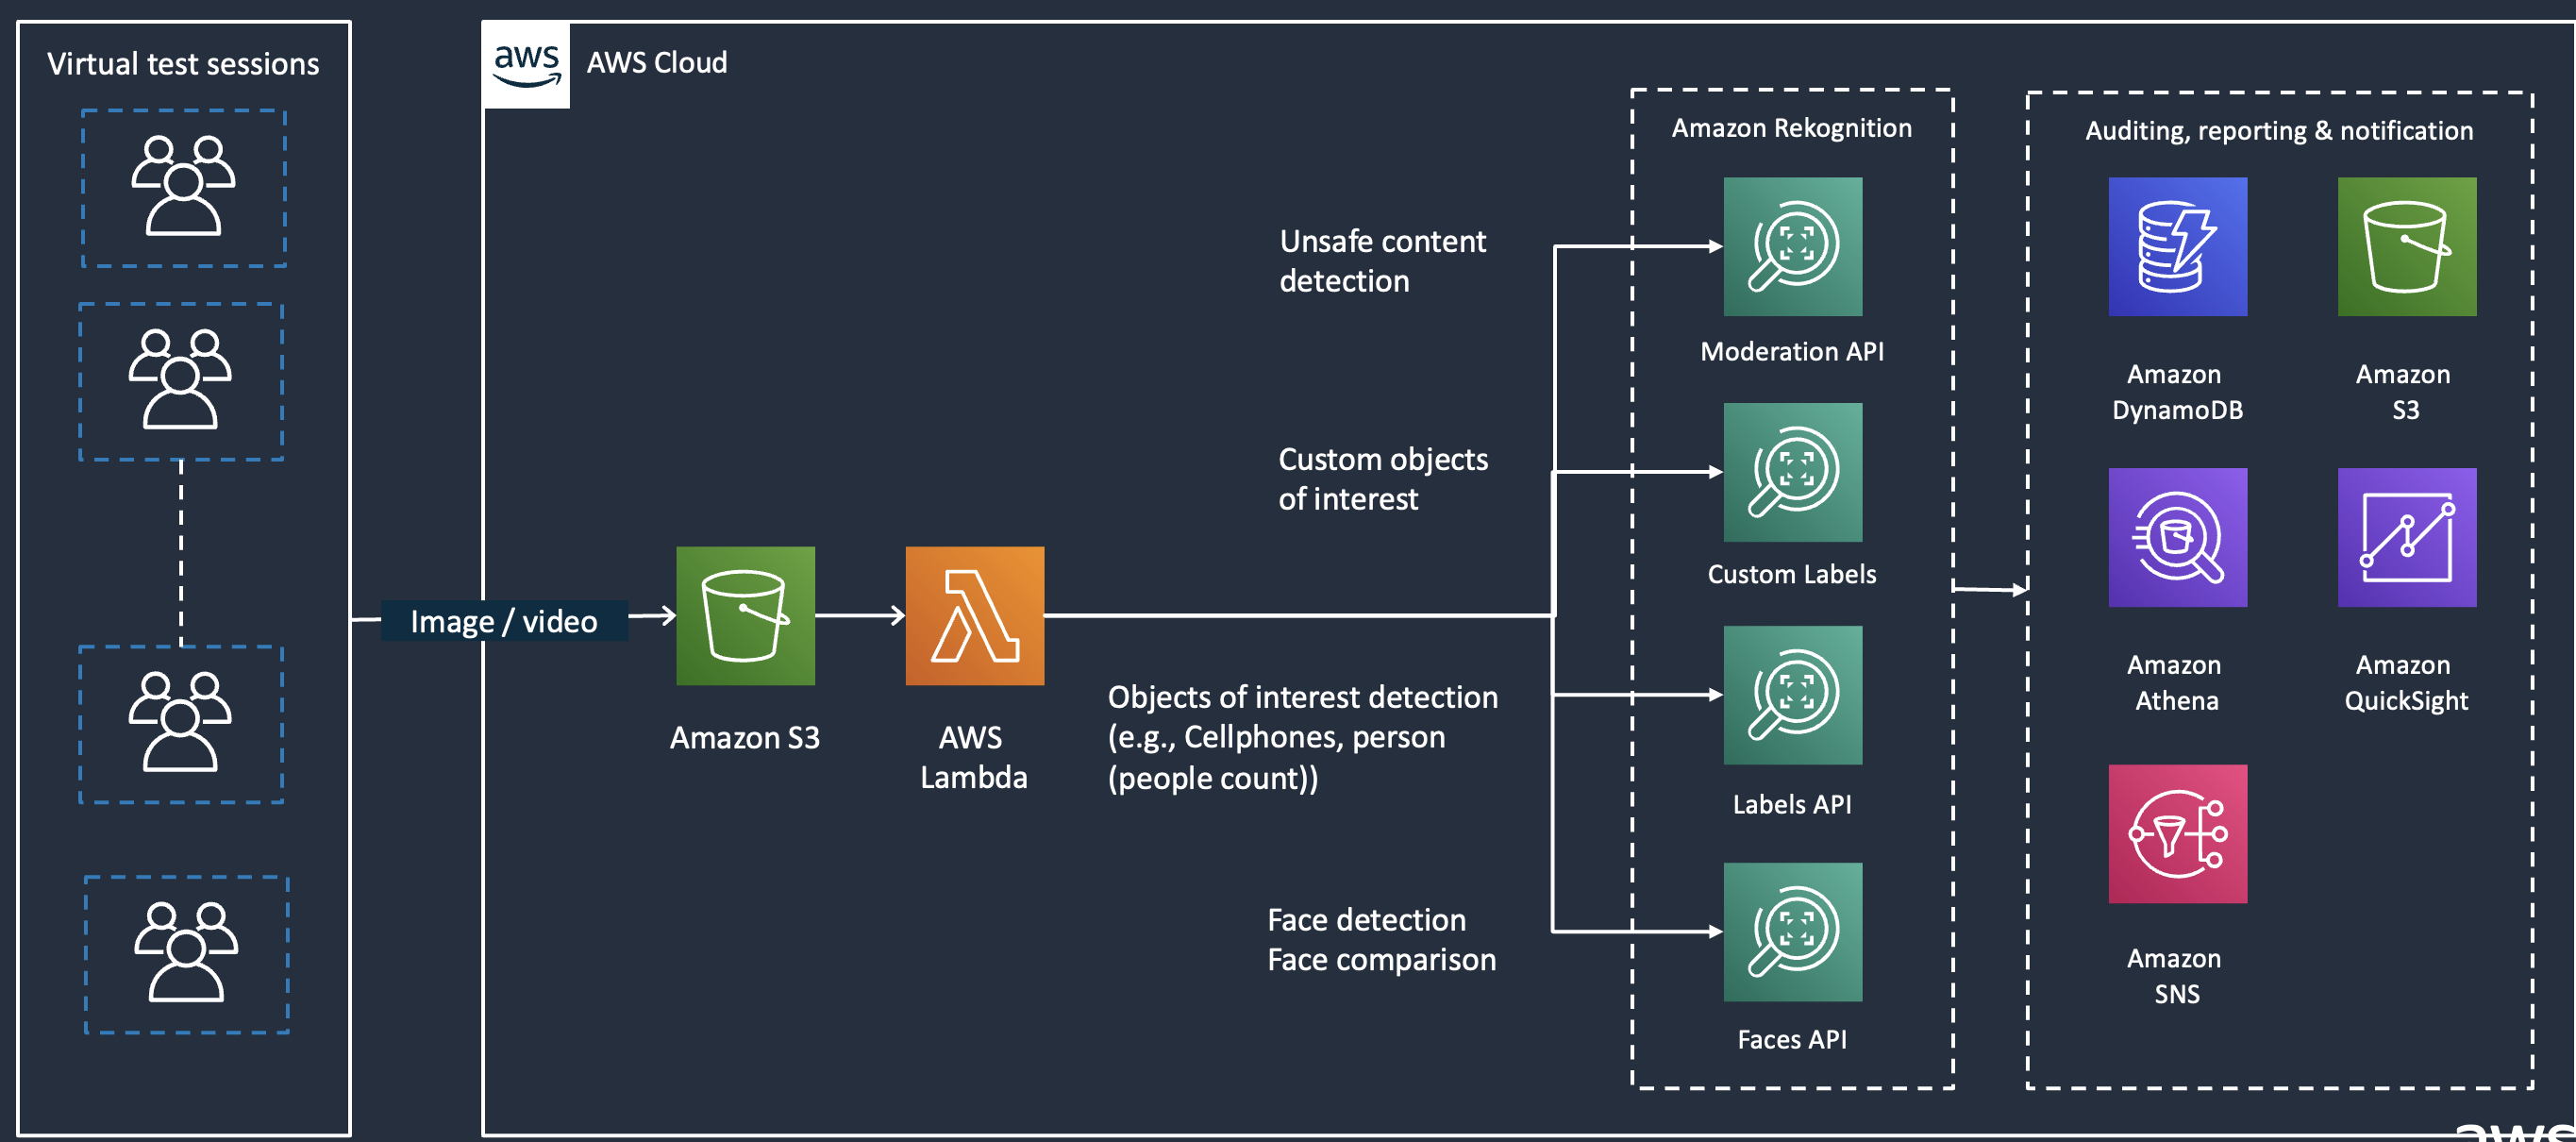 Virtual test sessions
aws
AWS Cloud
Image / video
Amazon S3
AWS
Lambda
Unsafe content
detection
Custom objects
of interest
Objects of interest detection
(e.g., Cellphones, person
(people count))
Face detection
Face comparison
Amazon Rekognition
Moderation API
Custom Labels
Labels API
Faces API
Auditing, reporting & notification
Amazon
DynamoDB
Amazon
S3
Amazon
Athena
Amazon
QuickSight
Amazon
SNS
aws